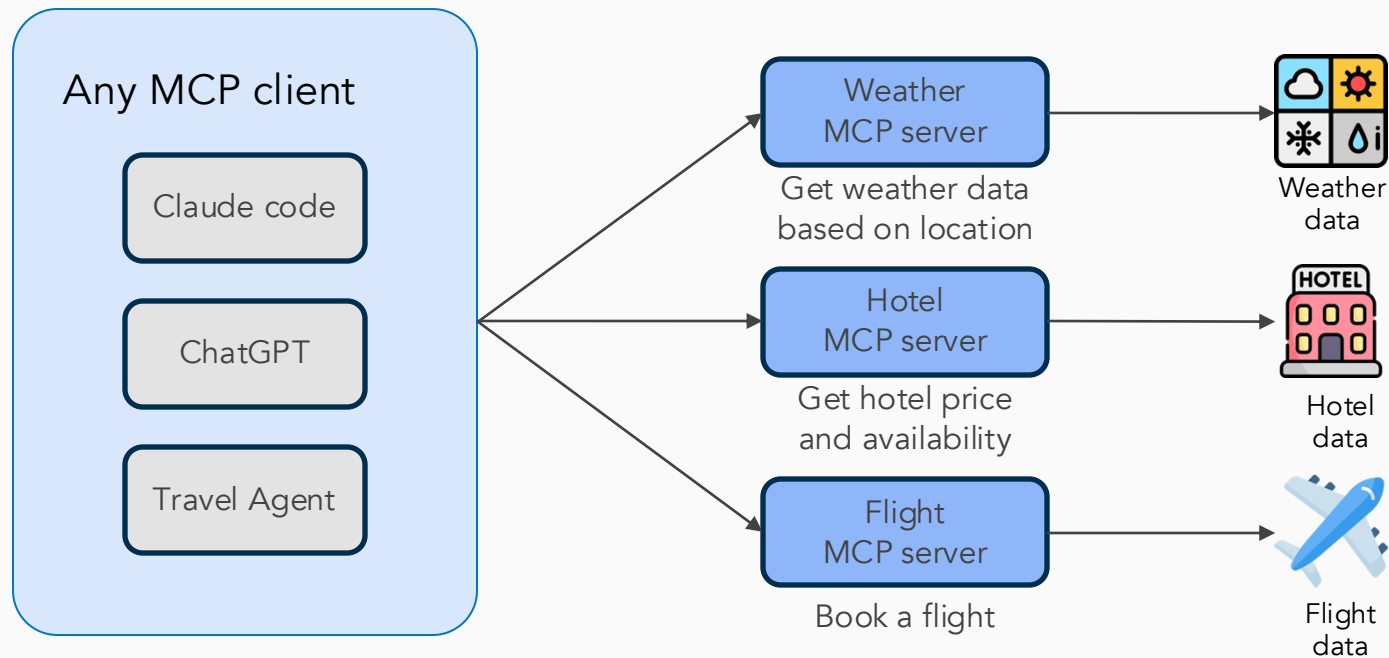 Any MCP client
Claude code
ChatGPT
Travel Agent
Weather
MCP server
Get weather data
based on location
Hotel
MCP server
Get hotel price
and availability
Flight
MCP server
Book a flight
i
Weather
data
HOTEL
Hotel
data
Flight
data